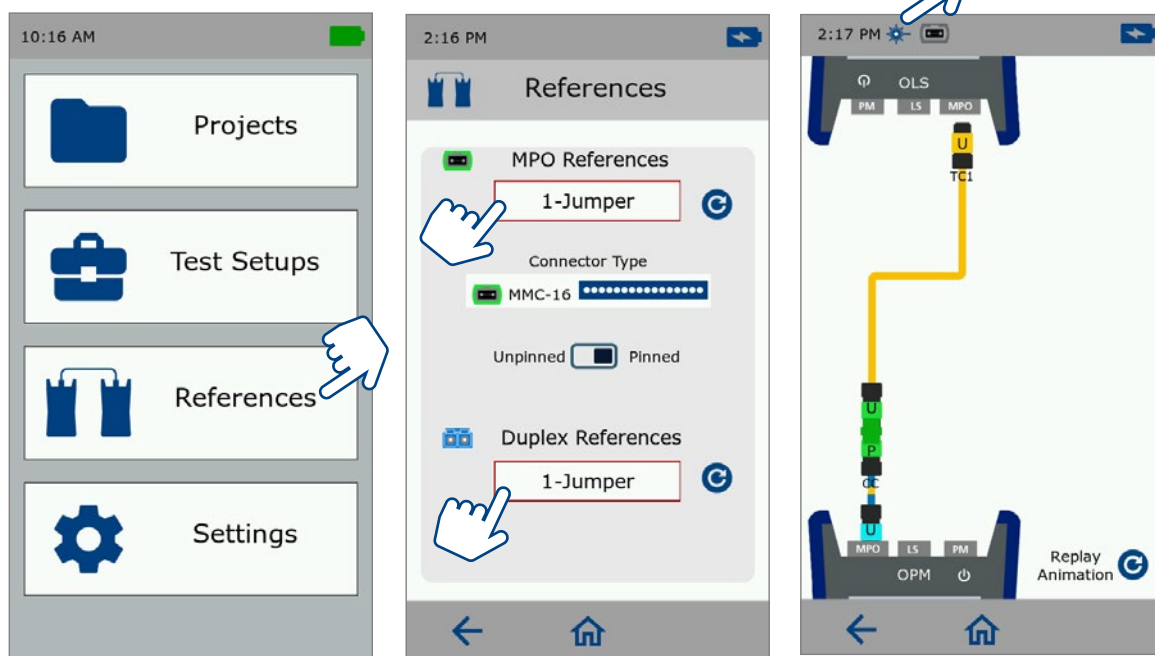 10:16 AM
Projects
Test Setups
References
Settings
2:16 PM
References
MPO References
1-Jumper
Connector Type
MMC-16
Unpinned Pinned
Duplex References
1-Jumper
2:17 PM
OLS
PM LS MPO
U
TC1
U
P
CC
U
MPO LS PM
OPM
Replay
Animation